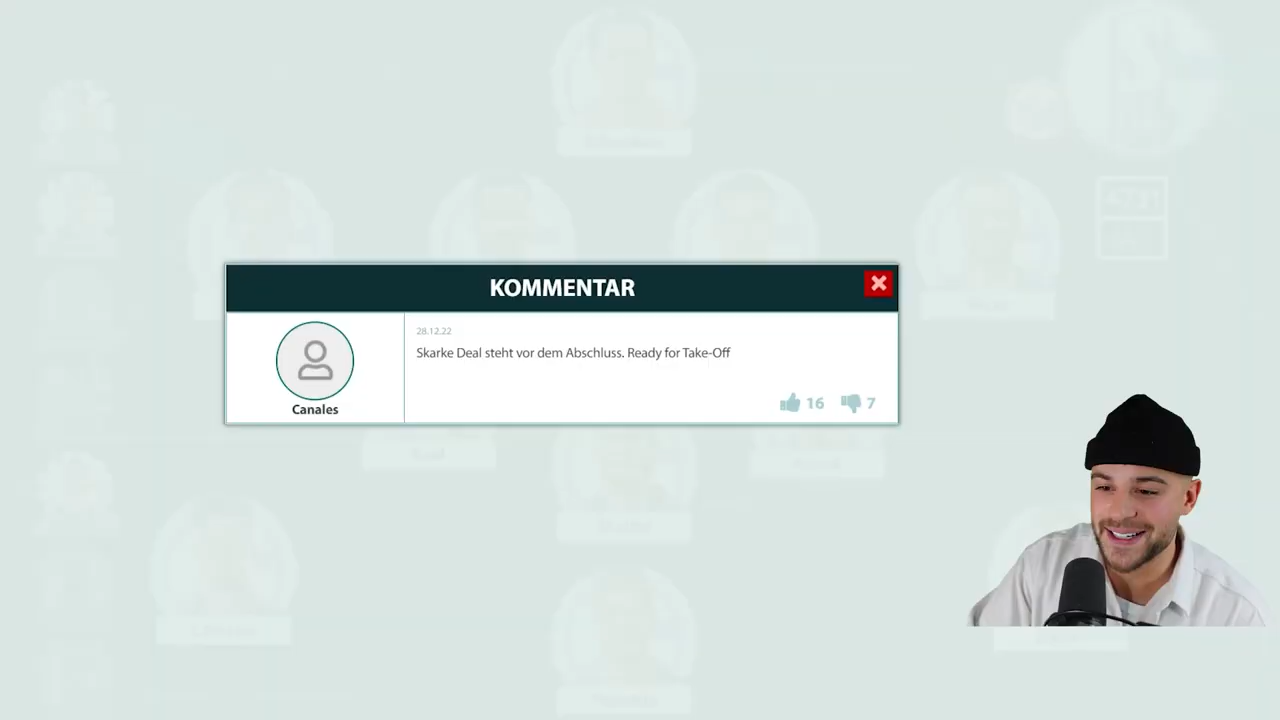 KOMMENTAR
28.12.22
Skarke Deal steht vor dem Abschluss. Ready for Take-Off
Canales
16
7